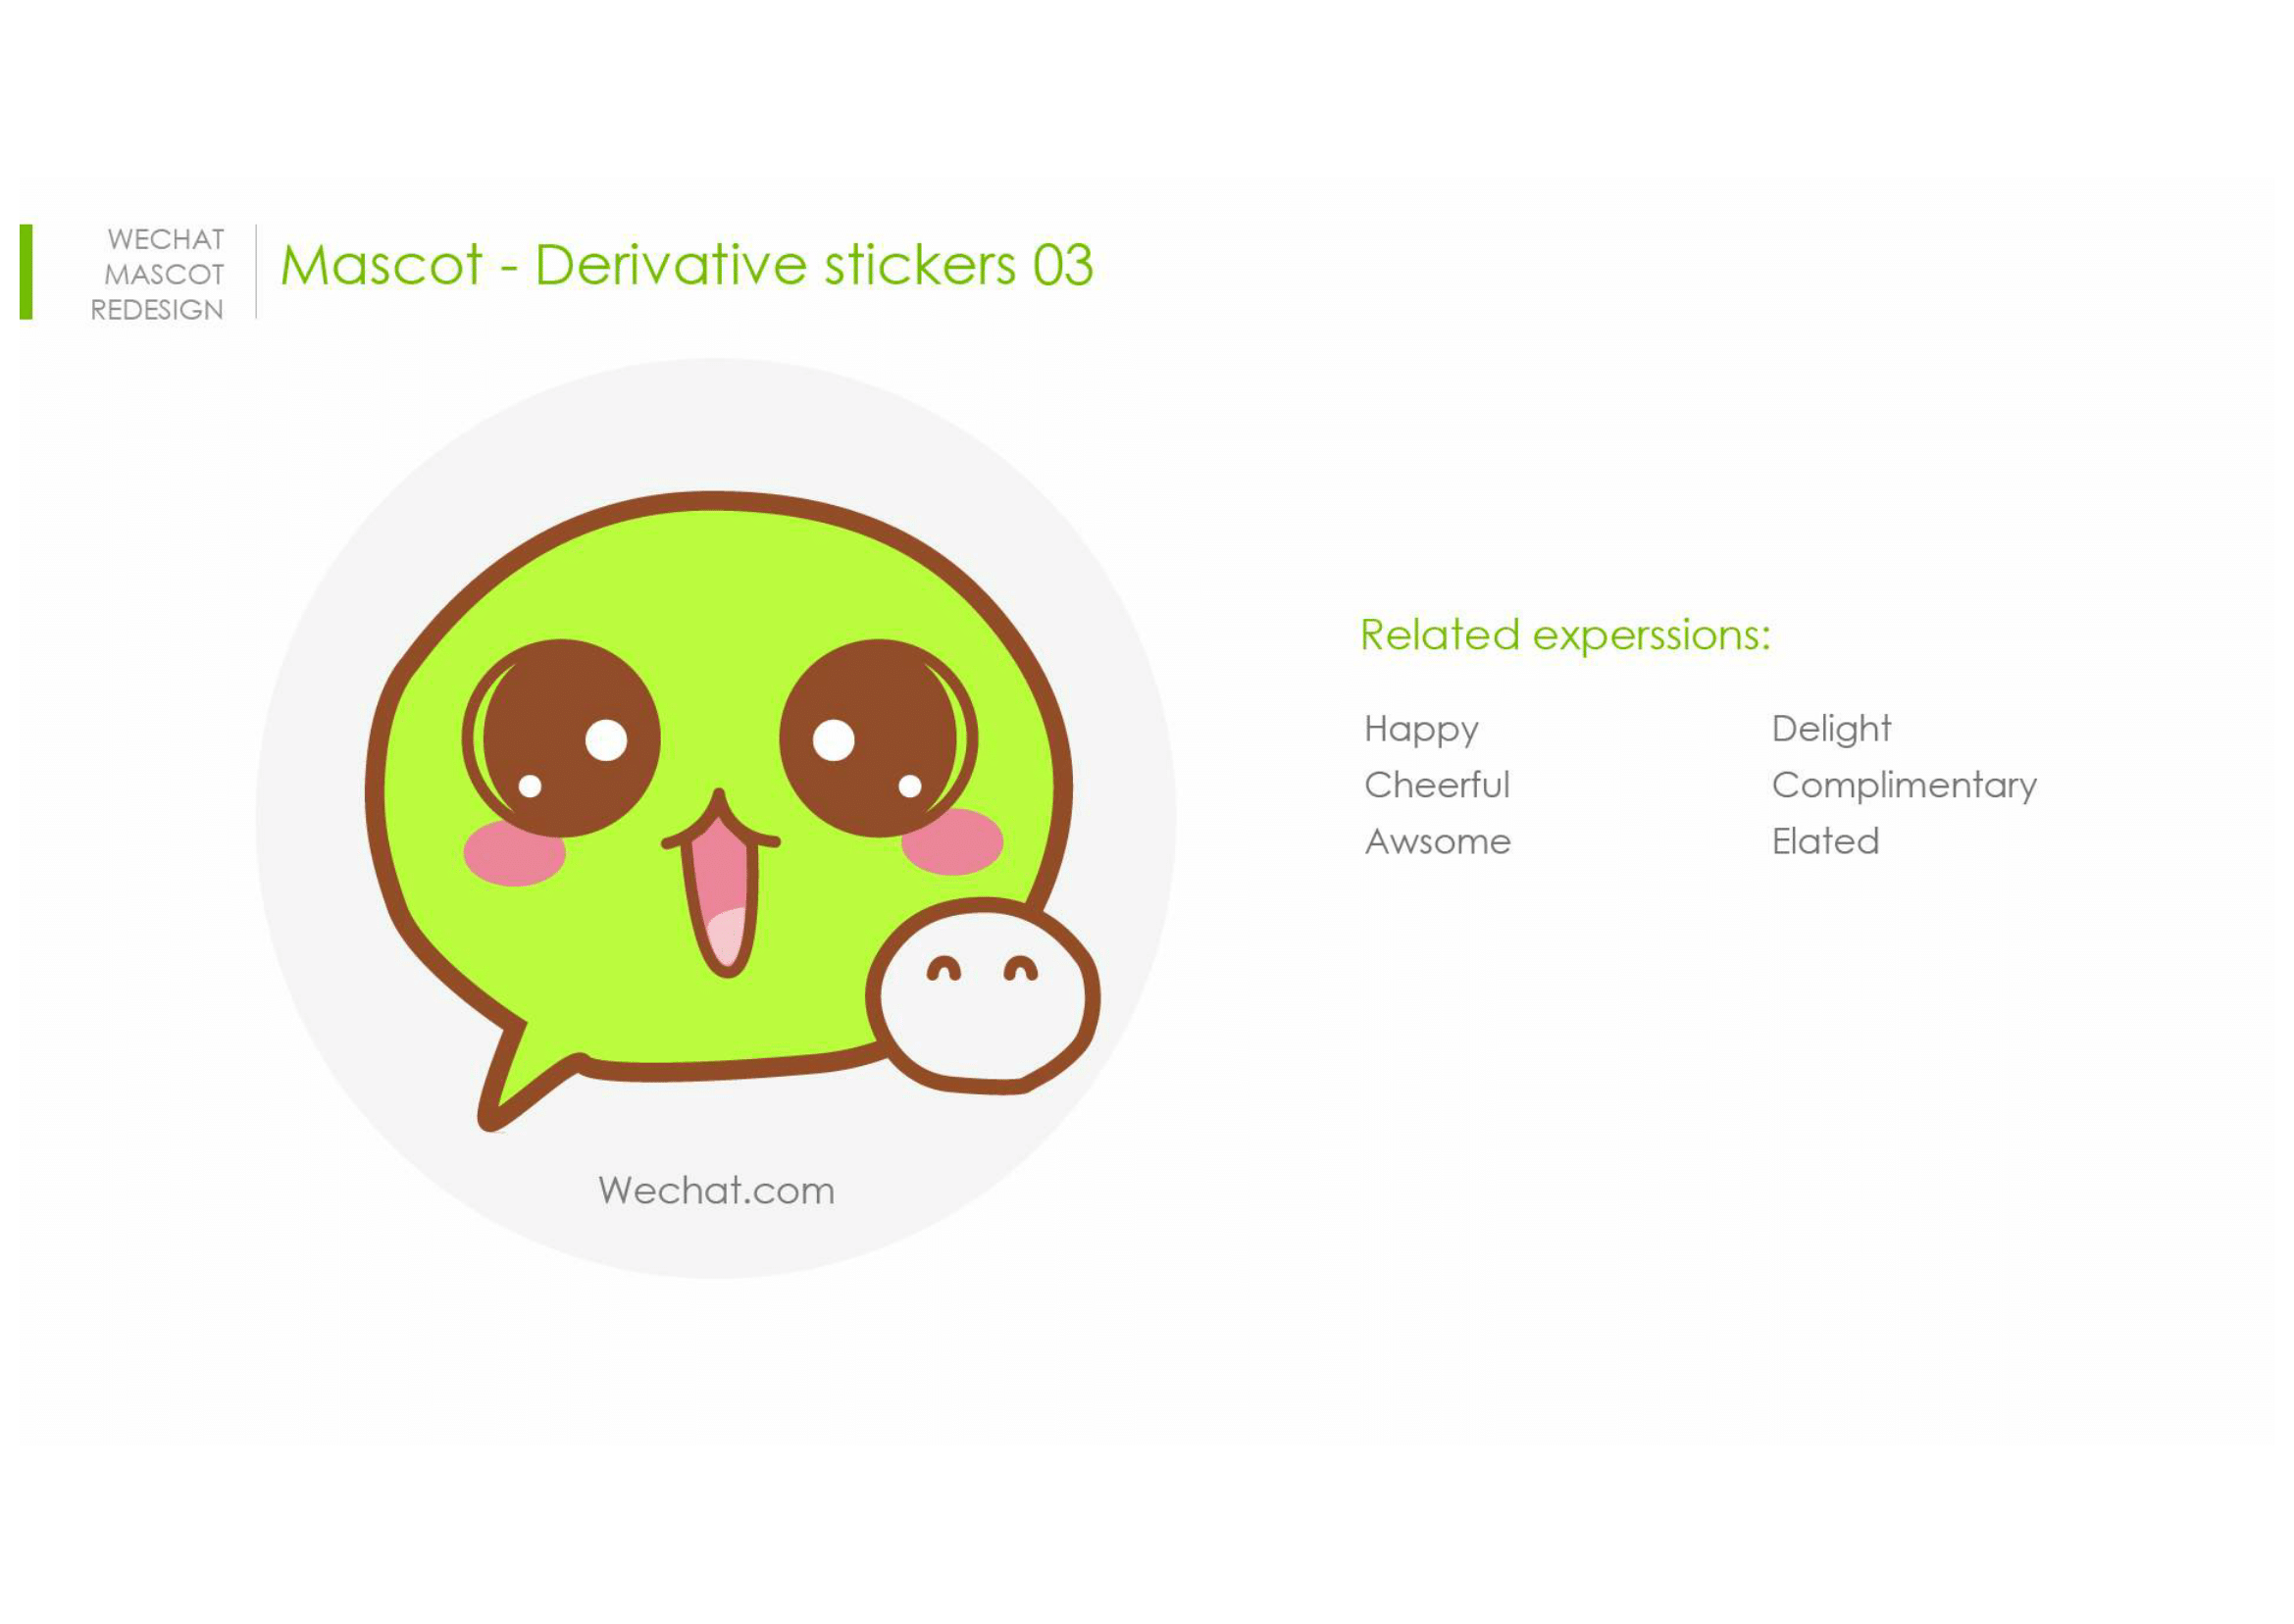 WECHAT
MASCOT
REDESIGN
Mascot - Derivative stickers 03
Related experssions:
Happy
Cheerful
Awsome
Delight
Complimentary
Elated
Wechat.com